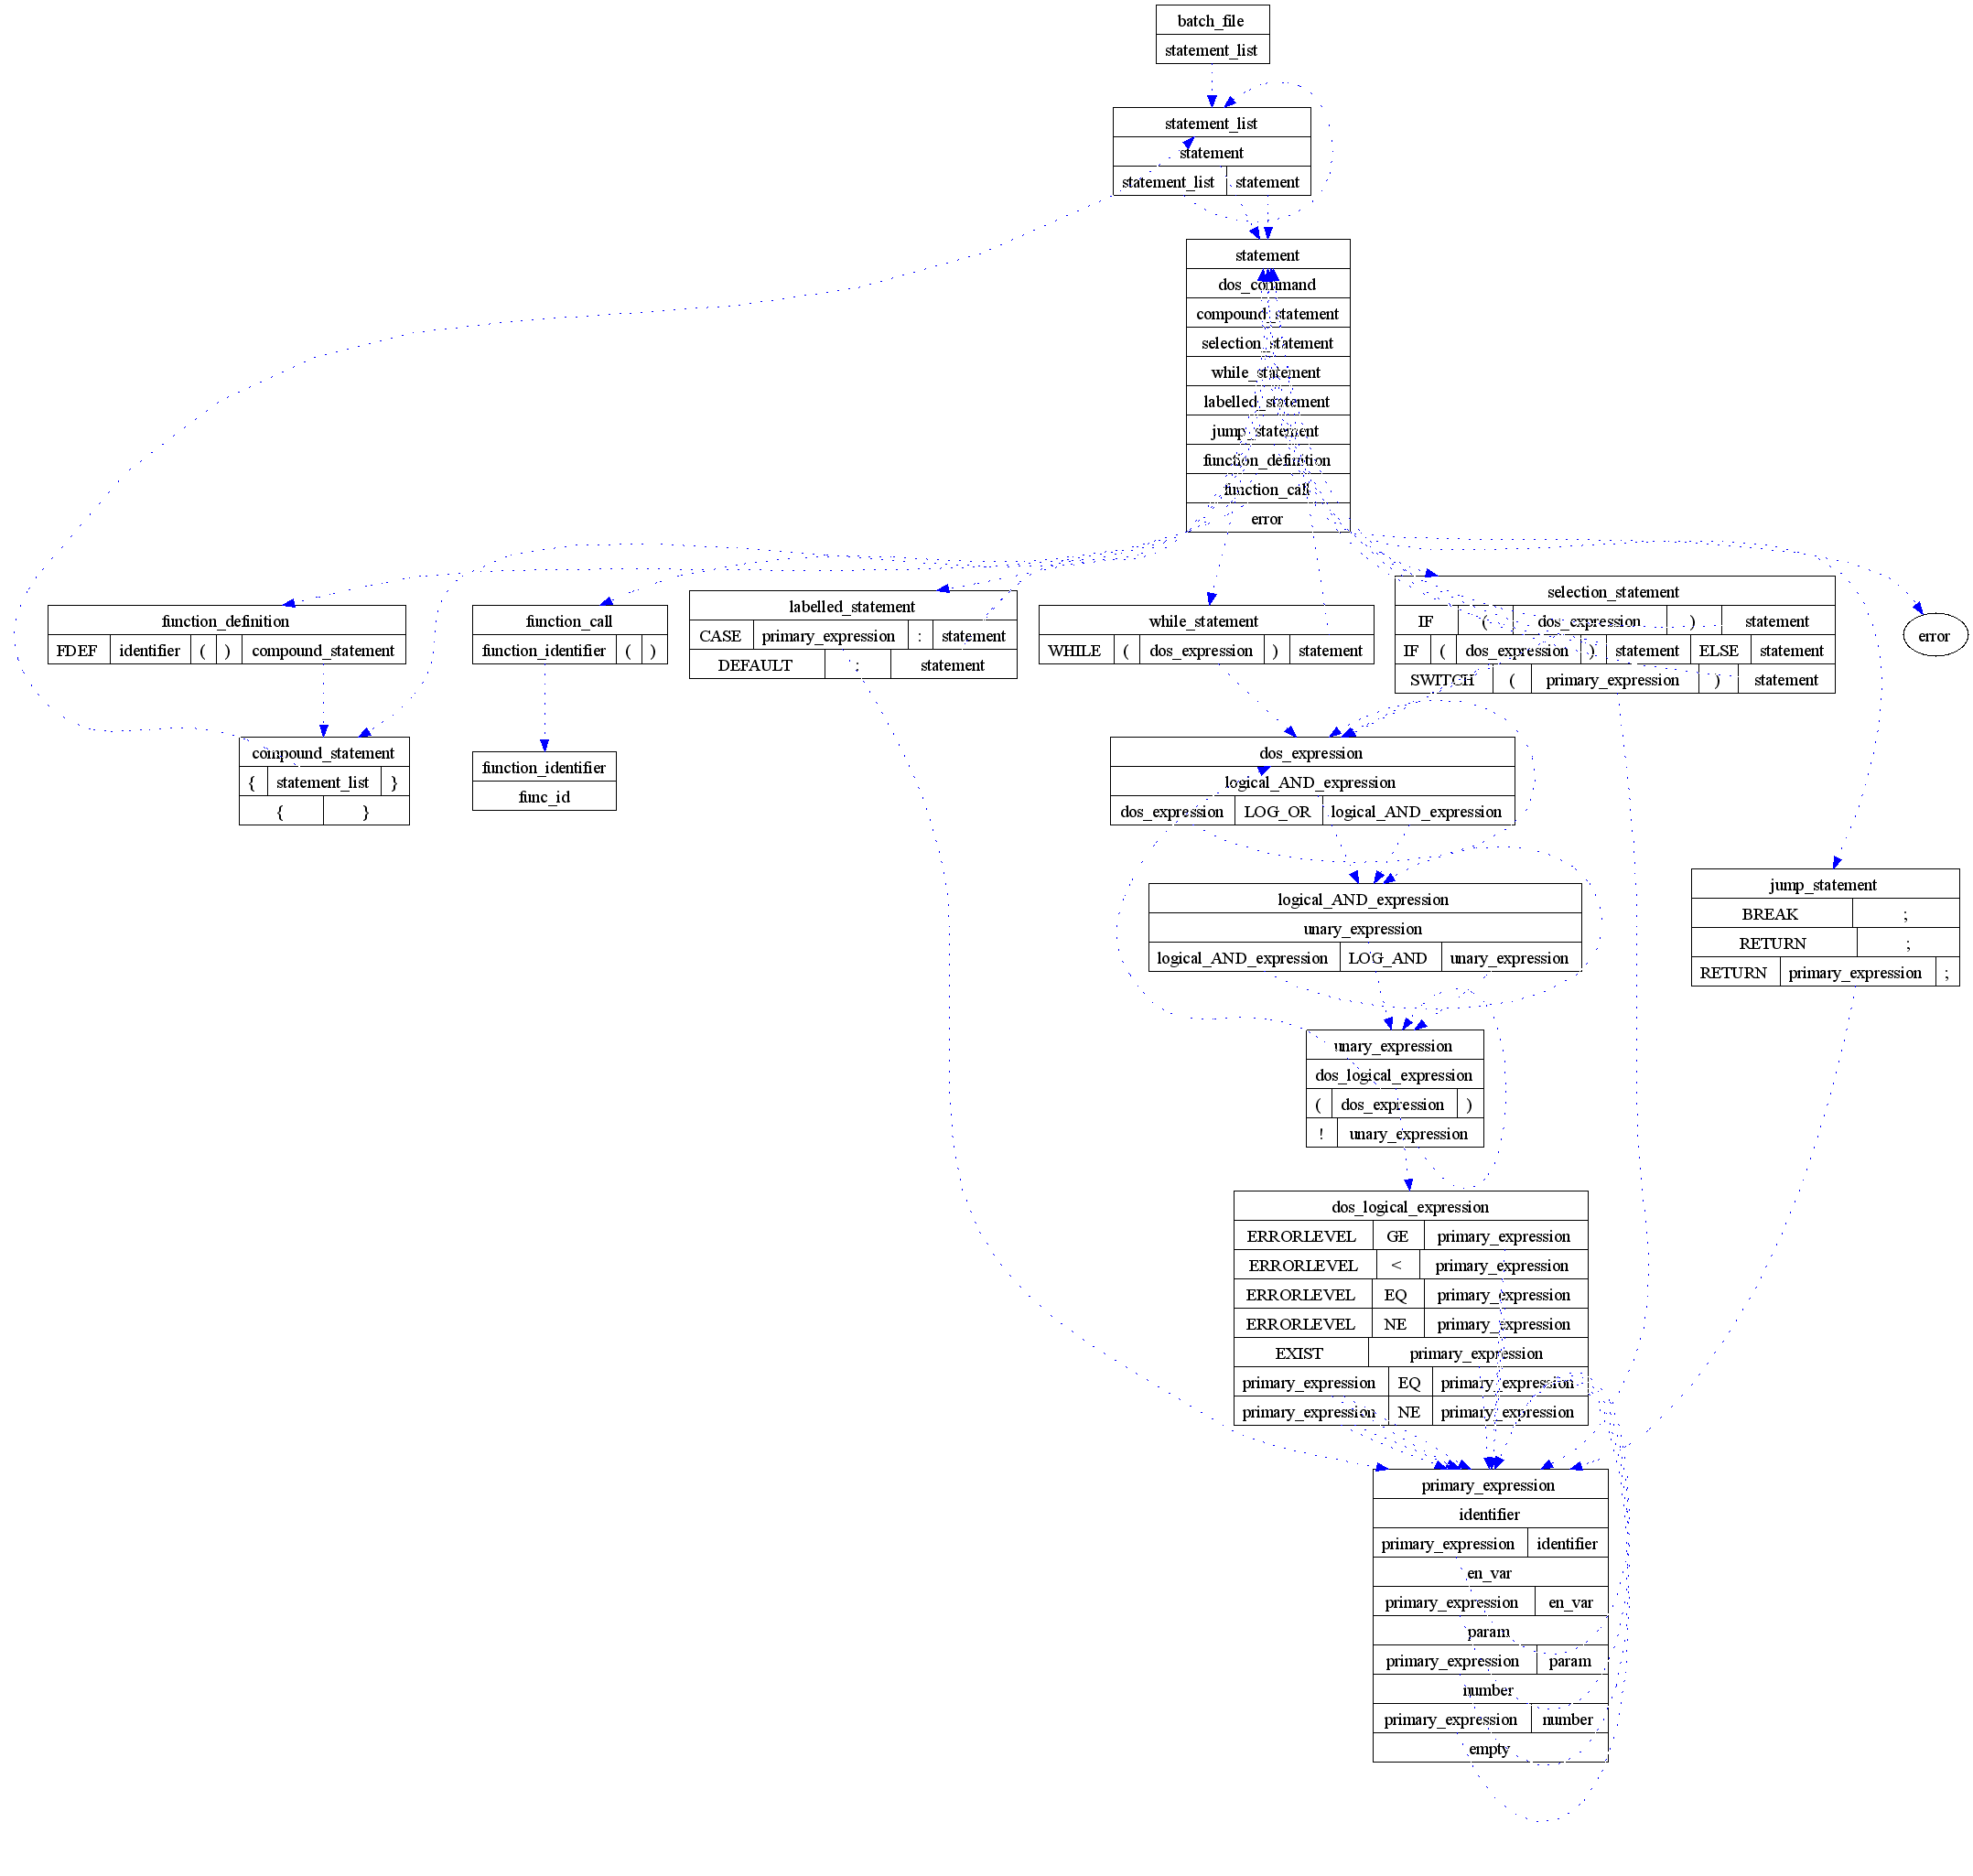 batch_file
statement_list
statement_list
statement
statement_list statement
statement
dos_command
compound_statement
selection_statement
while_statement
labelled_statement
jump_statement
function_definition
function_call
error
function_definition
FDEF identifier ( ) compound_statement
function_call
function_identifier ( )
labelled_statement
CASE primary_expression : statement
DEFAULT : statement
while_statement
WHILE ( dos_expression ) statement
selection_statement
IF ( dos_expression ) statement
IF ( dos_expression ) statement ELSE statement
SWITCH ( primary_expression ) statement
error
compound_statement
{ statement_list }
{ }
function_identifier
func_id
dos_expression
logical_AND_expression
dos_expression LOG_OR logical_AND_expression
logical_AND_expression
unary_expression
logical_AND_expression LOG_AND unary_expression
jump_statement
BREAK ;
RETURN ;
RETURN primary_expression ;
unary_expression
dos_logical_expression
( dos_expression )
! unary_expression
dos_logical_expression
ERRORLEVEL GE primary_expression
ERRORLEVEL < primary_expression
ERRORLEVEL EQ primary_expression
ERRORLEVEL NE primary_expression
EXIST primary_expression
primary_expression EQ primary_expression
primary_expression NE primary_expression
primary_expression
identifier
primary_expression identifier
en_var
primary_expression en_var
param
primary_expression param
number
primary_expression number
empty